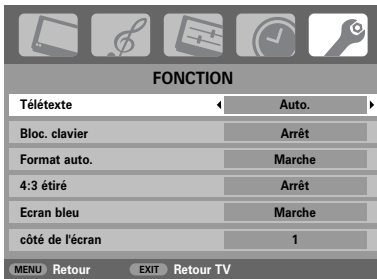 FONCTION
Télétexte Auto.
Bloc. clavier Arrêt
Format auto. Marche
4:3 étiré Arrêt
Ecran bleu Marche
côté de l'écran 1
MENU Retour EXIT Retour TV